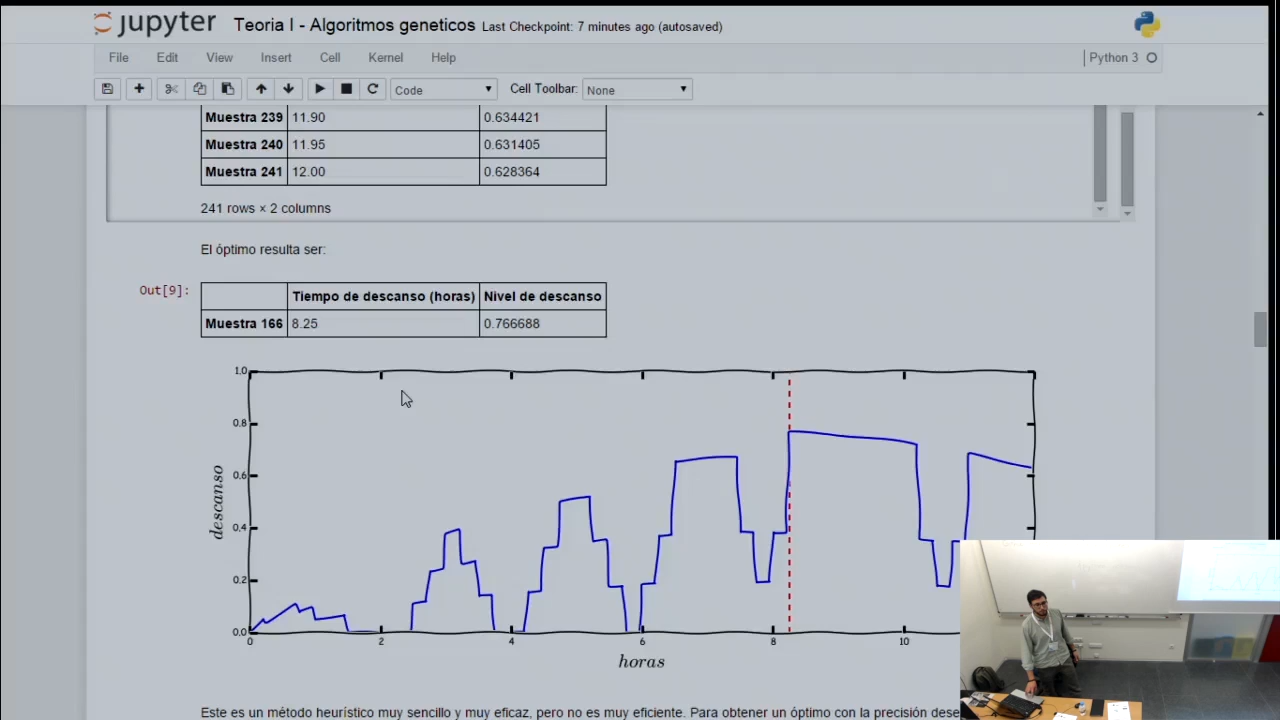 jupyter Teoria I - Algoritmos geneticos Last Checkpoint: 7 minutes ago (autosaved)
File Edit View Insert Cell Kernel Help Python 3
Code Cell Toolbar: None
Muestra 239 11.90 0.634421
Muestra 240 11.95 0.631405
Muestra 241 12.00 0.628364
241 rows × 2 columns
El óptimo resulta ser:
Out[9]:
Tiempo de descanso (horas) Nivel de descanso
Muestra 166 8.25 0.766688
1.0
0.8
0.6
0.4
0.2
0.0
descanso
0 2 4 6 8 10
horas
Este es un método heurístico muy sencillo y muy eficaz, pero no es muy eficiente. Para obtener un óptimo con la precisión